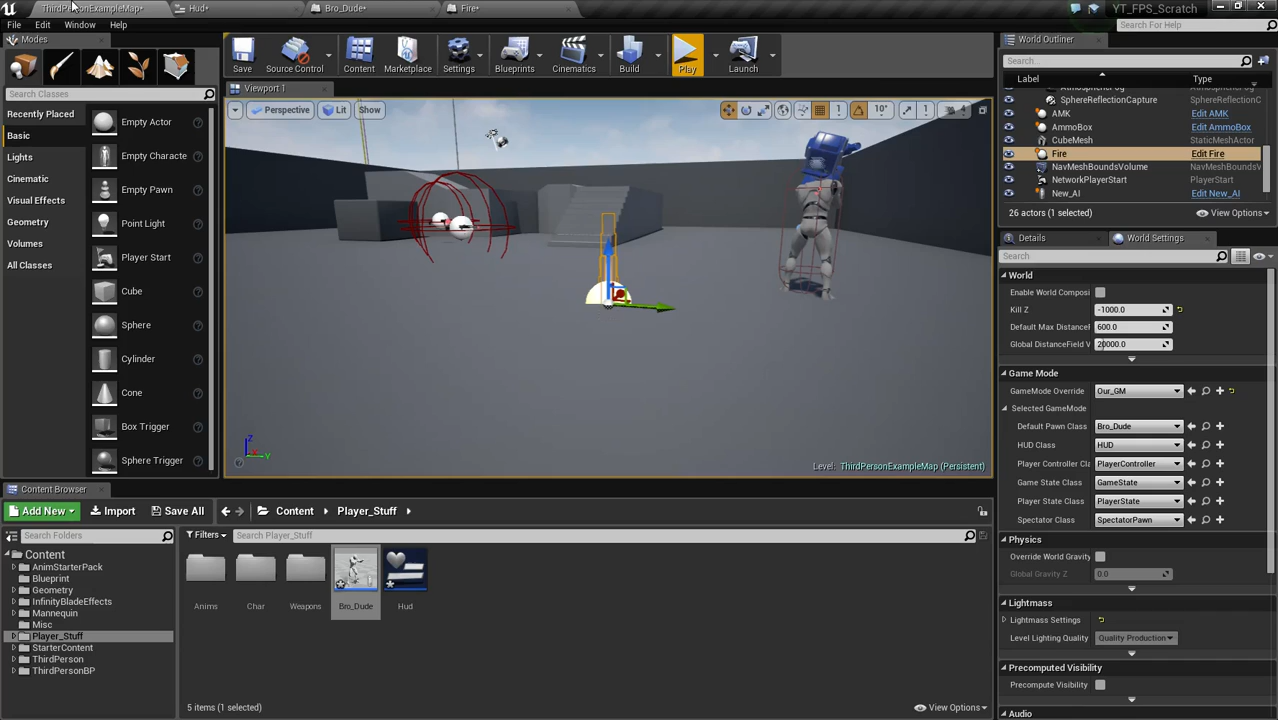 ThirdPersonExampleMap* Hud* Bro_Dude* Fire* YT_FPS_Scratch
File Edit Window Help Search For Help
Modes
Search Classes
Recently Placed
Basic
Lights
Cinematic
Visual Effects
Geometry
Volumes
All Classes
Empty Actor
Empty Characte
Empty Pawn
Point Light
Player Start
Cube
Sphere
Cylinder
Cone
Box Trigger
Sphere Trigger
Save Source Control Content Marketplace Settings Blueprints Cinematics Build Play Launch
Viewport 1
Perspective Lit Show 1 10° 1 4
Level: ThirdPersonExampleMap (Persistent)
World Outliner
Search...
Label Type
SphereReflectionCapture SphereReflectionC
AMK Edit AMK
AmmoBox Edit AmmoBox
CubeMesh StaticMeshActor
Fire Edit Fire
NavMeshBoundsVolume NavMeshBoundsV
NetworkPlayerStart PlayerStart
New_AI Edit New_AI
26 actors (1 selected) View Options
Details World Settings
Search
World
Enable World Composi
Kill Z -1000.0
Default Max DistanceF 600.0
Global DistanceField V 20000.0
Game Mode
GameMode Override Our_GM
Selected GameMode
Default Pawn Class Bro_Dude
HUD Class HUD
Player Controller Cla PlayerController
Game State Class GameState
Player State Class PlayerState
Spectator Class SpectatorPawn
Physics
Override World Gravity
Global Gravity Z 0.0
Lightmass
Lightmass Settings
Level Lighting Quality Quality Production
Precomputed Visibility
Precompute Visibility
Audio
Content Browser
Add New Import Save All Content Player_Stuff
Search Folders
Filters Search Player_Stuff
Content
AnimStarterPack
Blueprint
Geometry
InfinityBladeEffects
Mannequin
Misc
Player_Stuff
StarterContent
ThirdPerson
ThirdPersonBP
Anims Char Weapons Bro_Dude Hud
5 items (1 selected) View Options